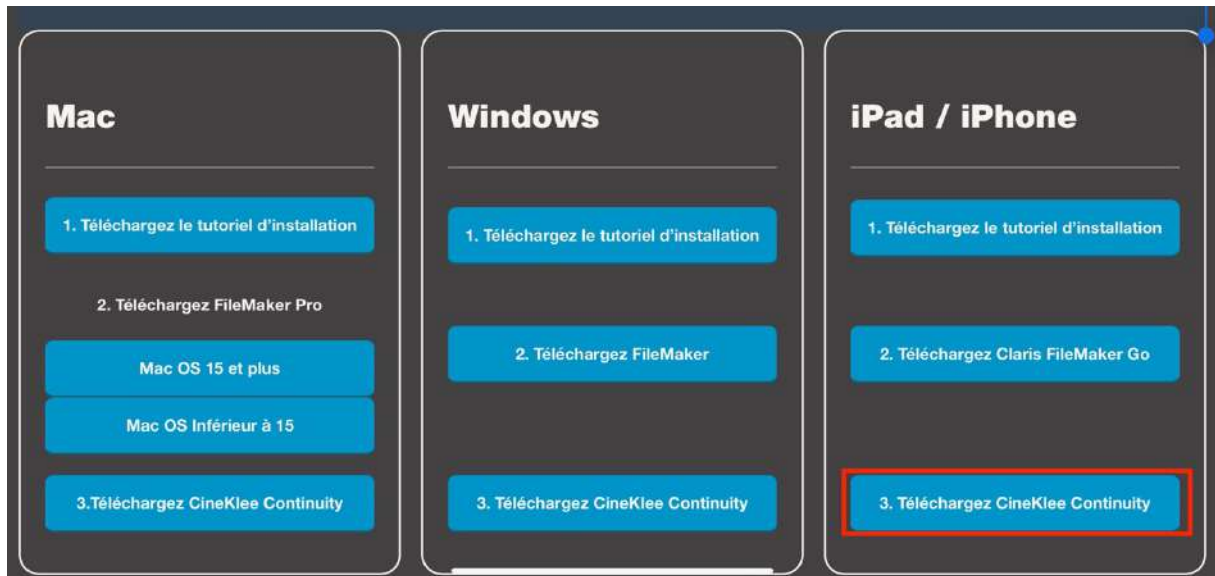 Mac
1. Téléchargez le tutoriel d'installation
2. Téléchargez FileMaker Pro
Mac OS 15 et plus
Mac OS Inférieur à 15
3.Téléchargez CineKlee Continuity
Windows
1. Téléchargez le tutoriel d'installation
2. Téléchargez FileMaker
3. Téléchargez CineKlee Continuity
iPad / iPhone
1. Téléchargez le tutoriel d'installation
2. Téléchargez Claris FileMaker Go
3. Téléchargez CineKlee Continuity